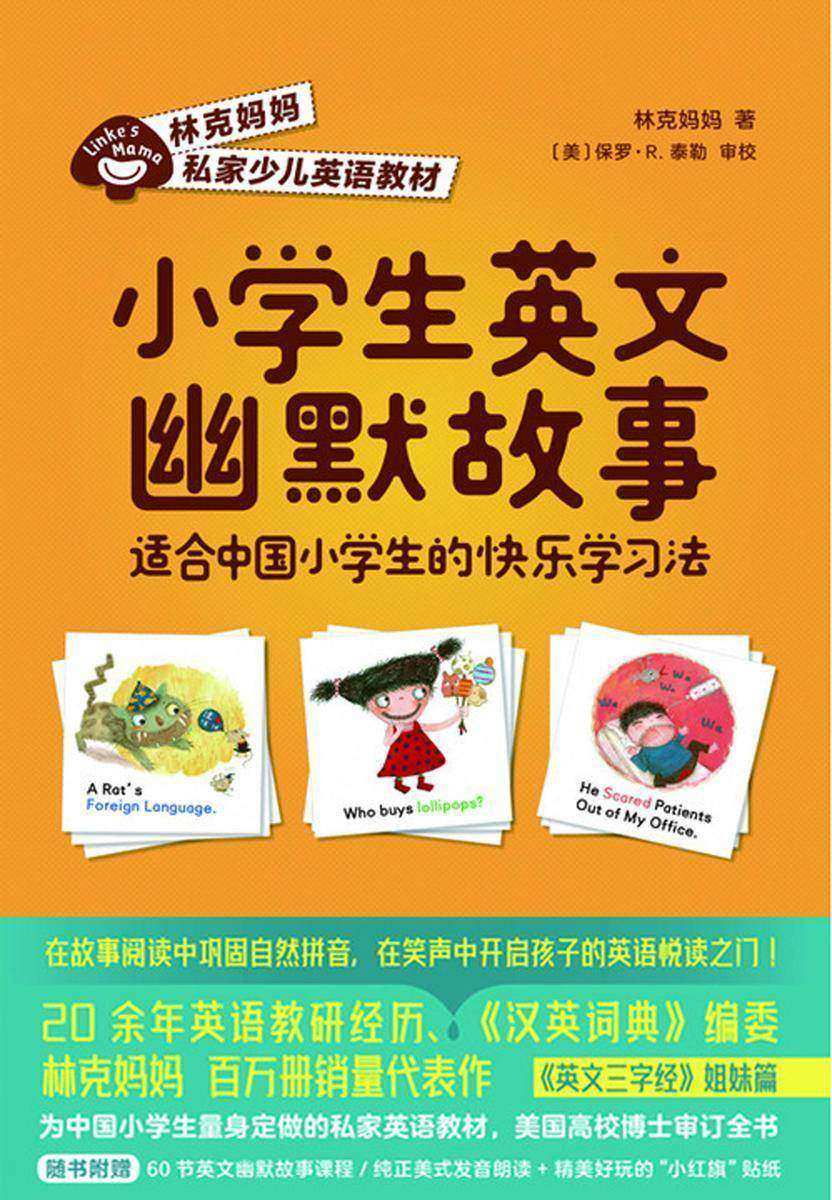 Linke's
Mama
林克妈妈
私家少儿英语教材
林克妈妈 著
〔美〕保罗·R. 泰勒 审校
小学生英文
幽默故事
适合中国小学生的快乐学习法
A Rat's
Foreign Language.
Who buys lollipops?
Wa
L Wa
Wa
Wa
Wa
He Scared Patients
Out of My Office.
在故事阅读中巩固自然拼音，在笑声中开启孩子的英语悦读之门！
20 余年英语教研经历、《汉英词典》编委
林克妈妈 百万册销量代表作
《英文三字经》姐妹篇
为中国小学生量身定做的私家英语教材，美国高校博士审订全书
随书附赠 60 节英文幽默故事课程 / 纯正美式发音朗读 + 精美好玩的“小红旗”贴纸